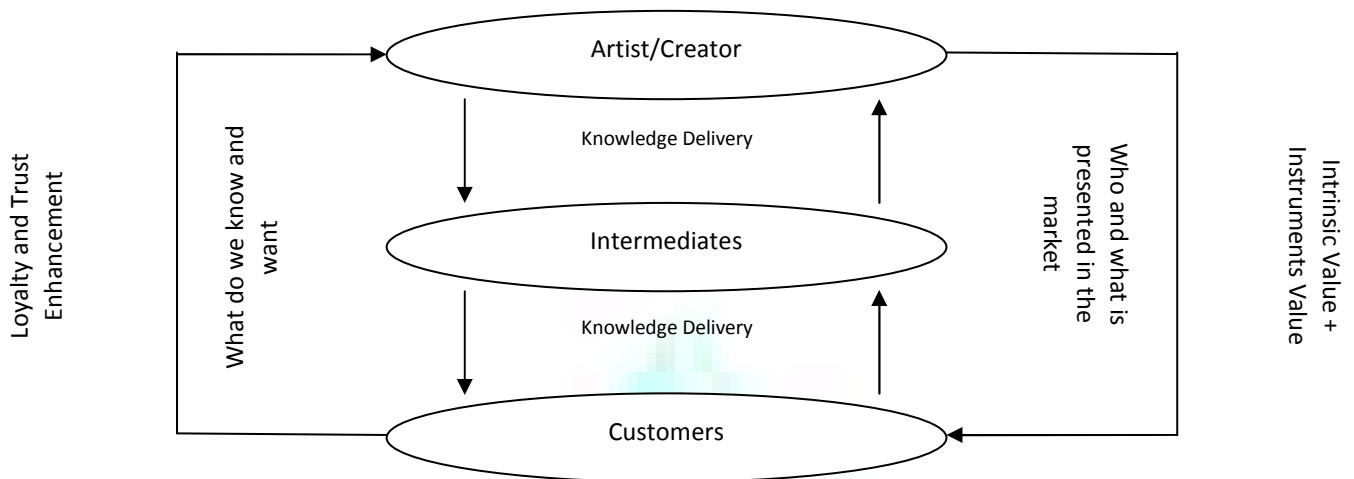 Artist/Creator
Knowledge Delivery
Intermediates
Knowledge Delivery
Customers
Loyalty and Trust
Enhancement
What do we know and
want
Who and what is
presented in the
market
Intrinsic Value +
Instruments Value